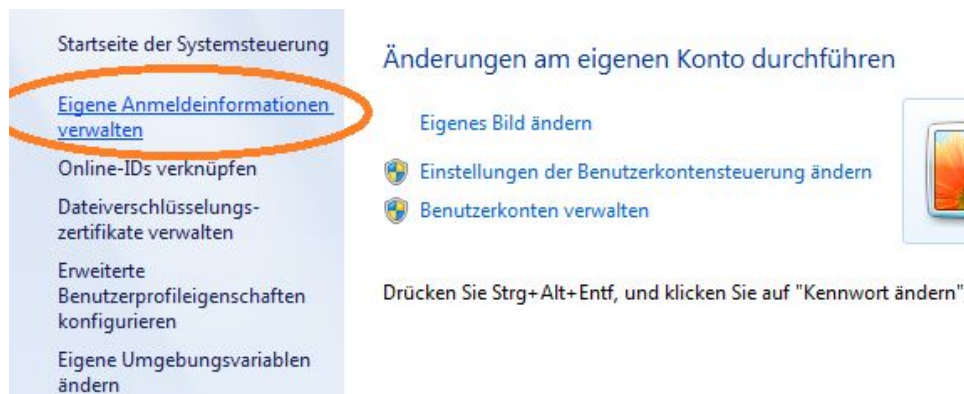 Startseite der Systemsteuerung
Eigene Anmeldeinformationen
verwalten
Online-IDs verknüpfen
Dateiverschlüsselungs-
zertifikate verwalten
Erweiterte
Benutzerprofileigenschaften
konfigurieren
Eigene Umgebungsvariablen
ändern
Änderungen am eigenen Konto durchführen
Eigenes Bild ändern
Einstellungen der Benutzerkontensteuerung ändern
Benutzerkonten verwalten
Drücken Sie Strg+Alt+Entf, und klicken Sie auf "Kennwort ändern"